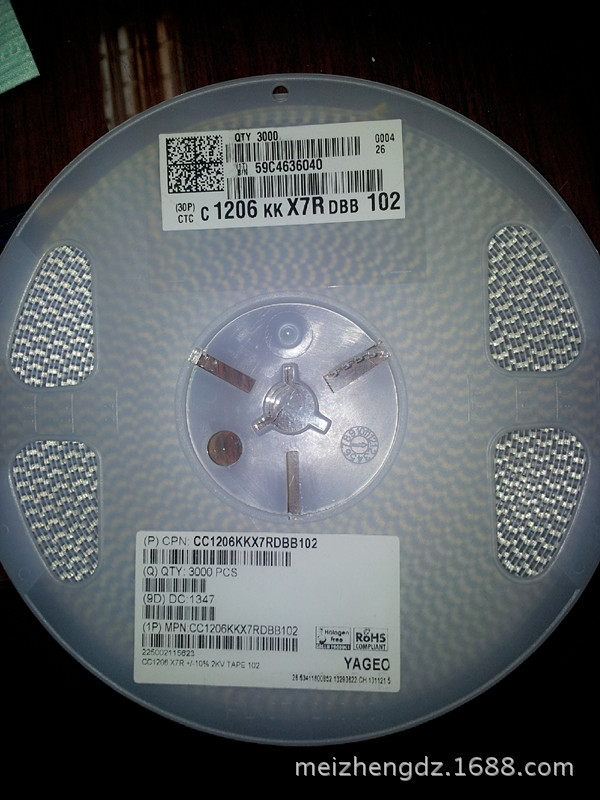 QTY 3000
0004
26
S/N 59C4636040
(30P)
CTC C 1206 KK X7R DBB 102
(P) CPN: CC1206KKX7RDBB102
(Q) QTY: 3000 PCS
(9D) DC:1347
(1P) MPN:CC1206KKX7RDBB102
Halogen
Free
RoHS
COMPLIANT
225002115623
YAGEO
CC1206 X7R +/-10% 2KV TAPE 102
meizhengdz.1688.com